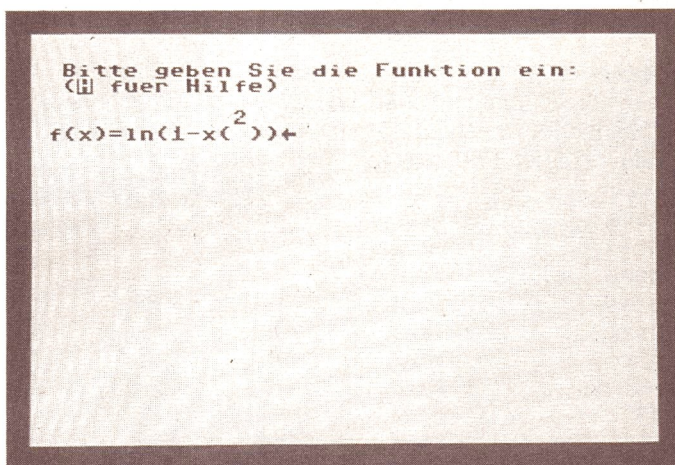 Bitte geben Sie die Funktion ein:
(H fuer Hilfe)
f(x)=ln(1-x(²))←